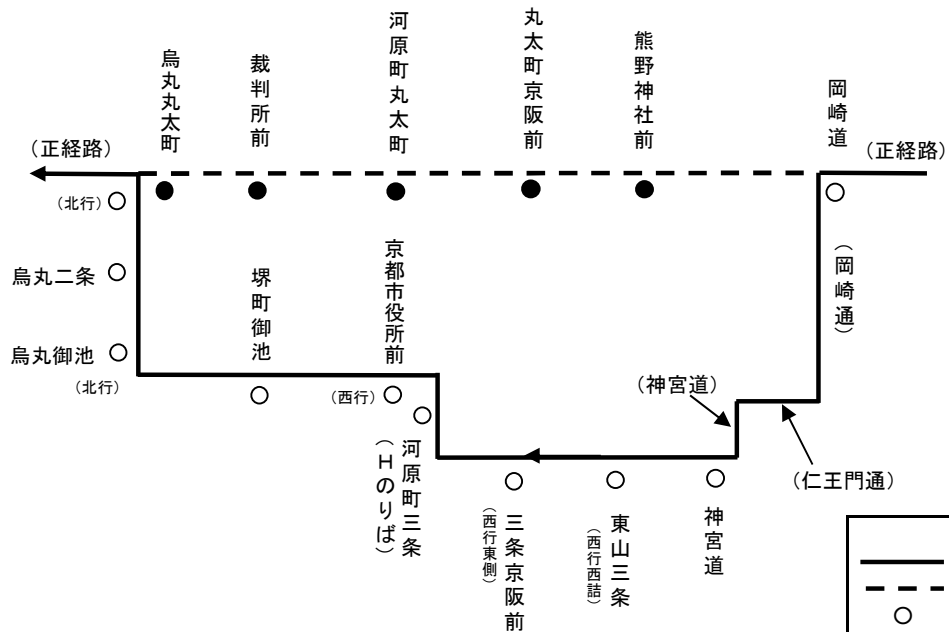 烏丸丸太町
裁判所前
河原町丸太町
丸太町京阪前
熊野神社前
岡崎道
（正経路）
（正経路）
（北行）
烏丸二条
烏丸御池
（北行）
堺町御池
京都市役所前
（西行）
（岡崎通）
（神宮道）
（仁王門通）
河原町三条
（Ｈのりば）
三条京阪前
（西行東側）
東山三条
（西行西詰）
神宮道